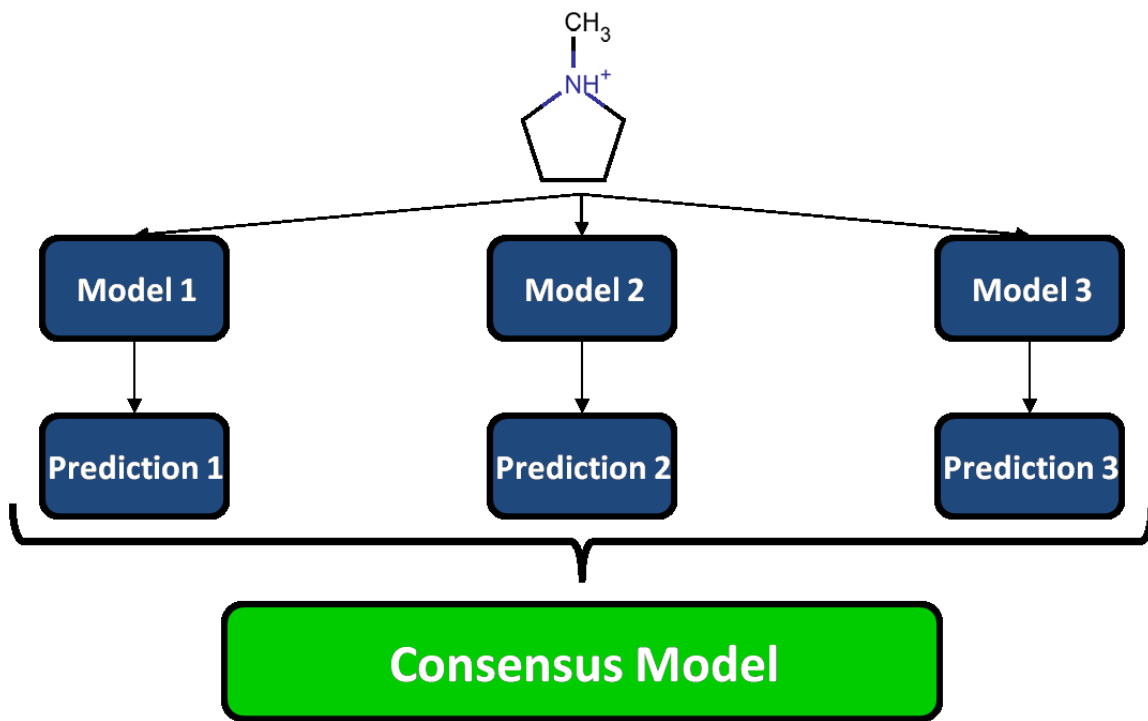 CH₃
NH⁺
Model 1
Model 2
Model 3
Prediction 1
Prediction 2
Prediction 3
Consensus Model